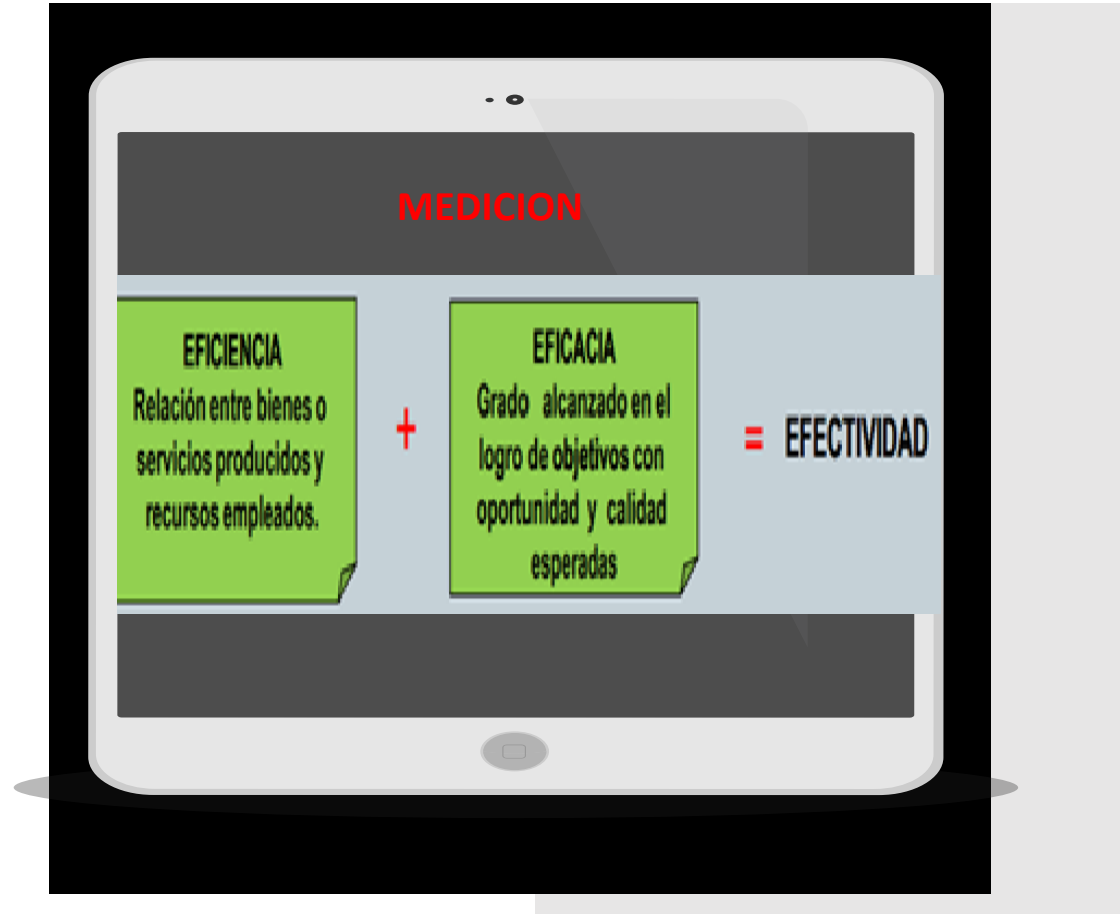 MEDICION
EFICIENCIA
Relación entre bienes o
servicios producidos y
recursos empleados.
+
EFICACIA
Grado alcanzado en el
logro de objetivos con
oportunidad y calidad
esperadas
= EFECTIVIDAD